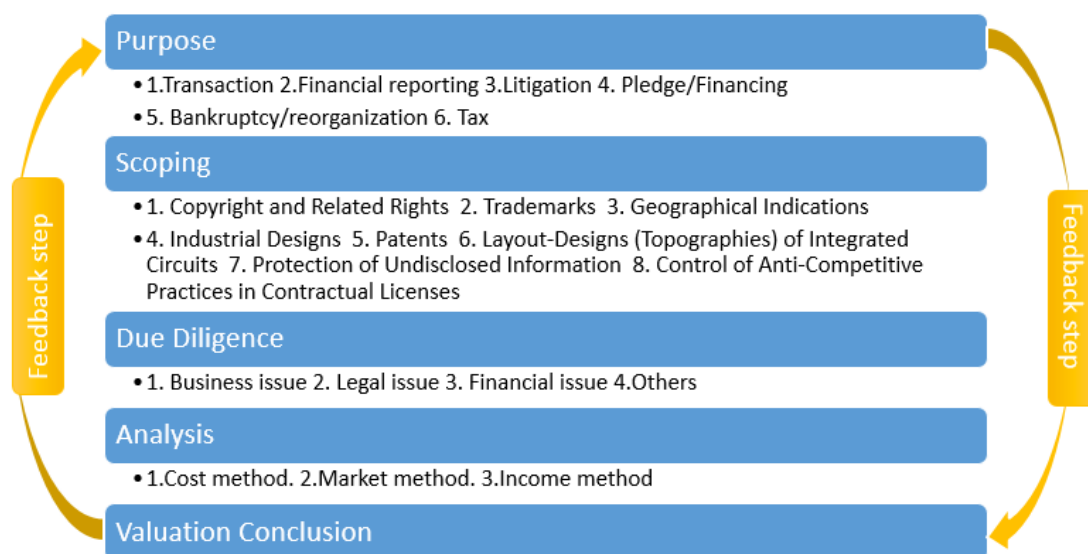 Purpose
•1.Transaction 2.Financial reporting 3.Litigation 4. Pledge/Financing
•5. Bankruptcy/reorganization 6. Tax
Scoping
•1. Copyright and Related Rights 2. Trademarks 3. Geographical Indications
•4. Industrial Designs 5. Patents 6. Layout-Designs (Topographies) of Integrated
Circuits 7. Protection of Undisclosed Information 8. Control of Anti-Competitive
Practices in Contractual Licenses
Due Diligence
•1. Business issue 2. Legal issue 3. Financial issue 4.Others
Analysis
•1.Cost method. 2.Market method. 3.Income method
Valuation Conclusion
Feedback step
Feedback step